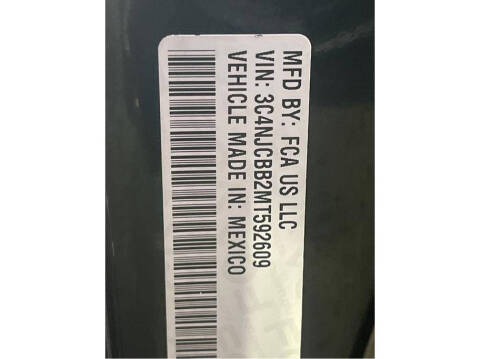 MFD BY: FCA US LLC
VIN: 3C4NJCBB2MT592609
VEHICLE MADE IN: MEXICO